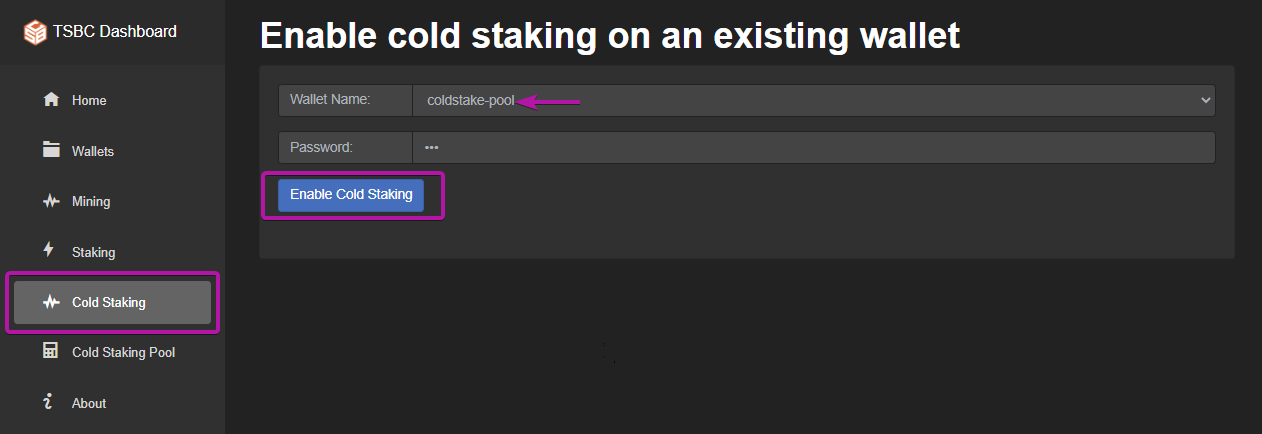 TSBC Dashboard
Home
Wallets
Mining
Staking
Cold Staking
Cold Staking Pool
About
Enable cold staking on an existing wallet
Wallet Name: coldstake-pool
Password: •••
Enable Cold Staking